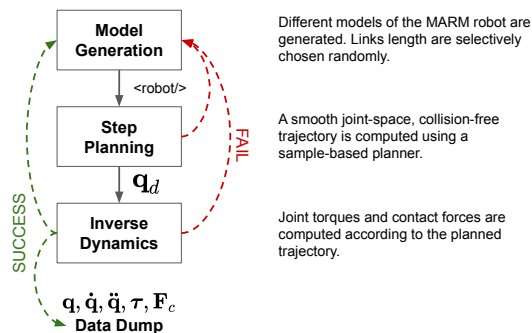 Model
Generation
Different models of the MARM robot are
generated. Links length are selectively
chosen randomly.
<robot/>
Step
Planning
A smooth joint-space, collision-free
trajectory is computed using a
sample-based planner.
FAIL
q_d
Inverse
Dynamics
Joint torques and contact forces are
computed according to the planned
trajectory.
SUCCESS
q, q̇, q̈, τ, F_c
Data Dump